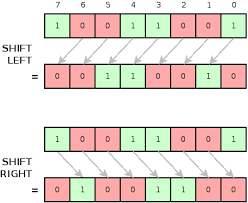 7 6 5 4 3 2 1 0
1 0 0 1 1 0 0 1
SHIFT
LEFT
= 0 0 1 1 0 0 1 0
1 0 0 1 1 0 0 1
SHIFT
RIGHT
= 0 1 0 0 1 1 0 0